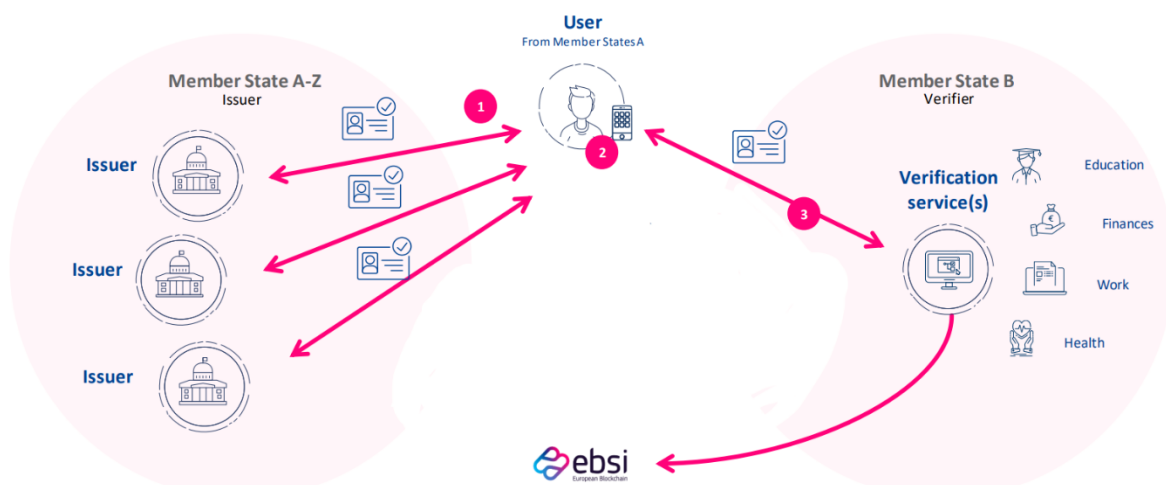 User
From Member States A
Member State A-Z
Issuer
Member State B
Verifier
1
Issuer
2
Verification
service(s)
Education
3
Finances
Issuer
Work
Health
Issuer
ebsi
European Blockchain